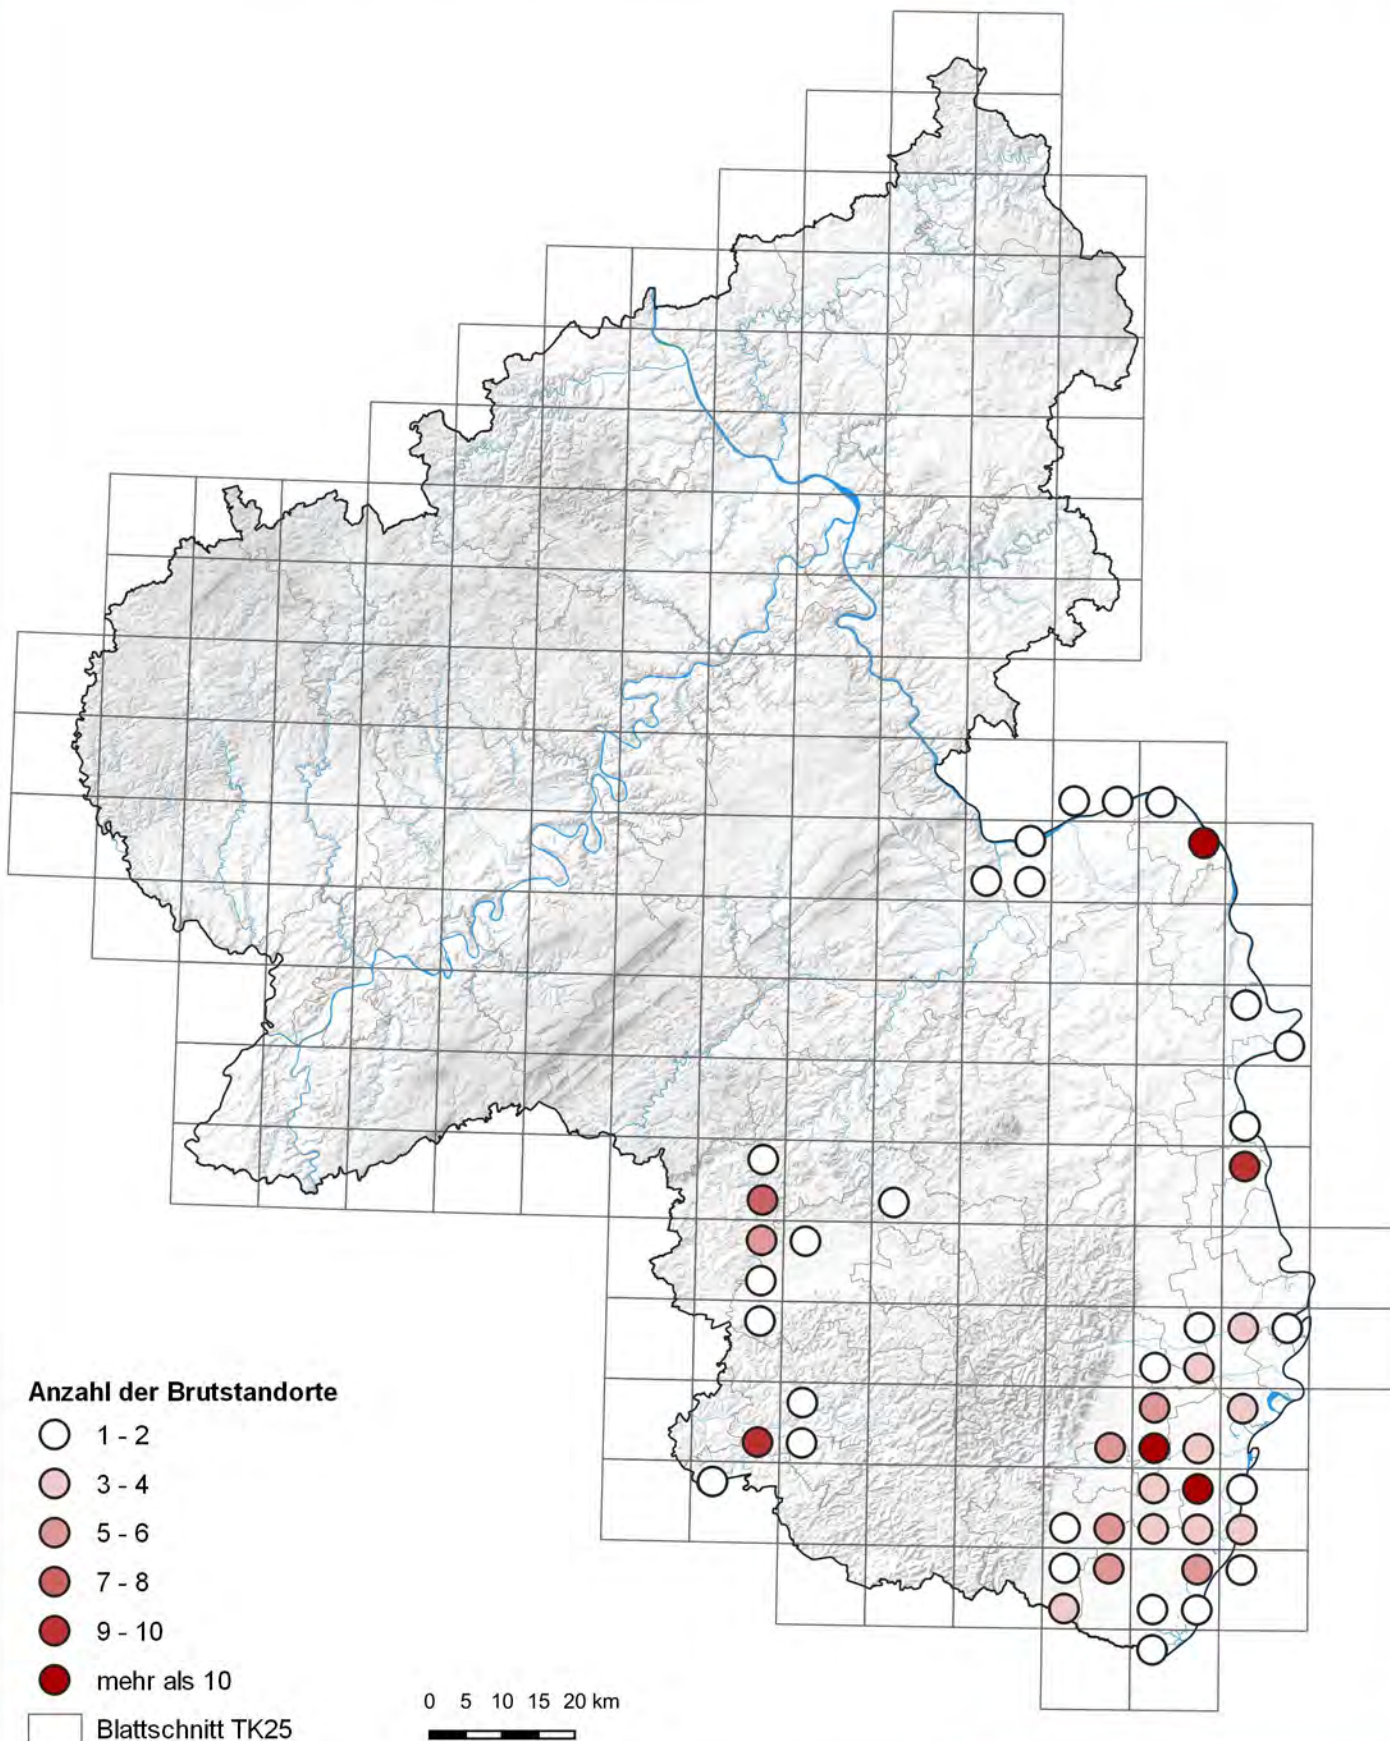 Anzahl der Brutstandorte
1 - 2
3 - 4
5 - 6
7 - 8
9 - 10
mehr als 10
Blattschnitt TK25
0 5 10 15 20 km